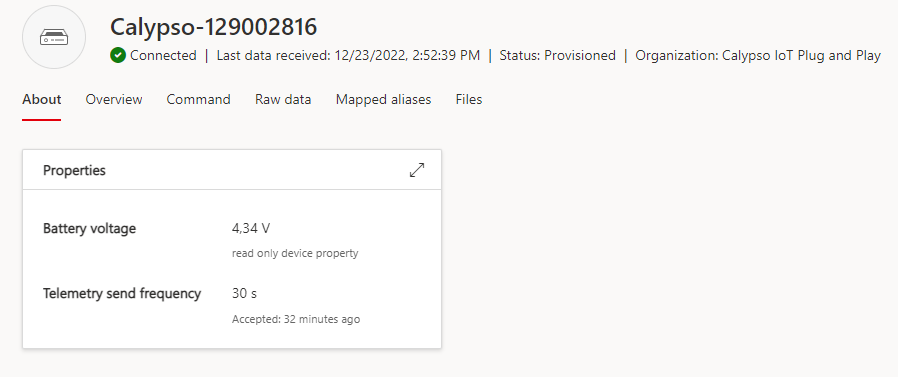 Calypso-129002816
Connected | Last data received: 12/23/2022, 2:52:39 PM | Status: Provisioned | Organization: Calypso IoT Plug and Play
About Overview Command Raw data Mapped aliases Files
Properties
Battery voltage 4,34 V
read only device property
Telemetry send frequency 30 s
Accepted: 32 minutes ago